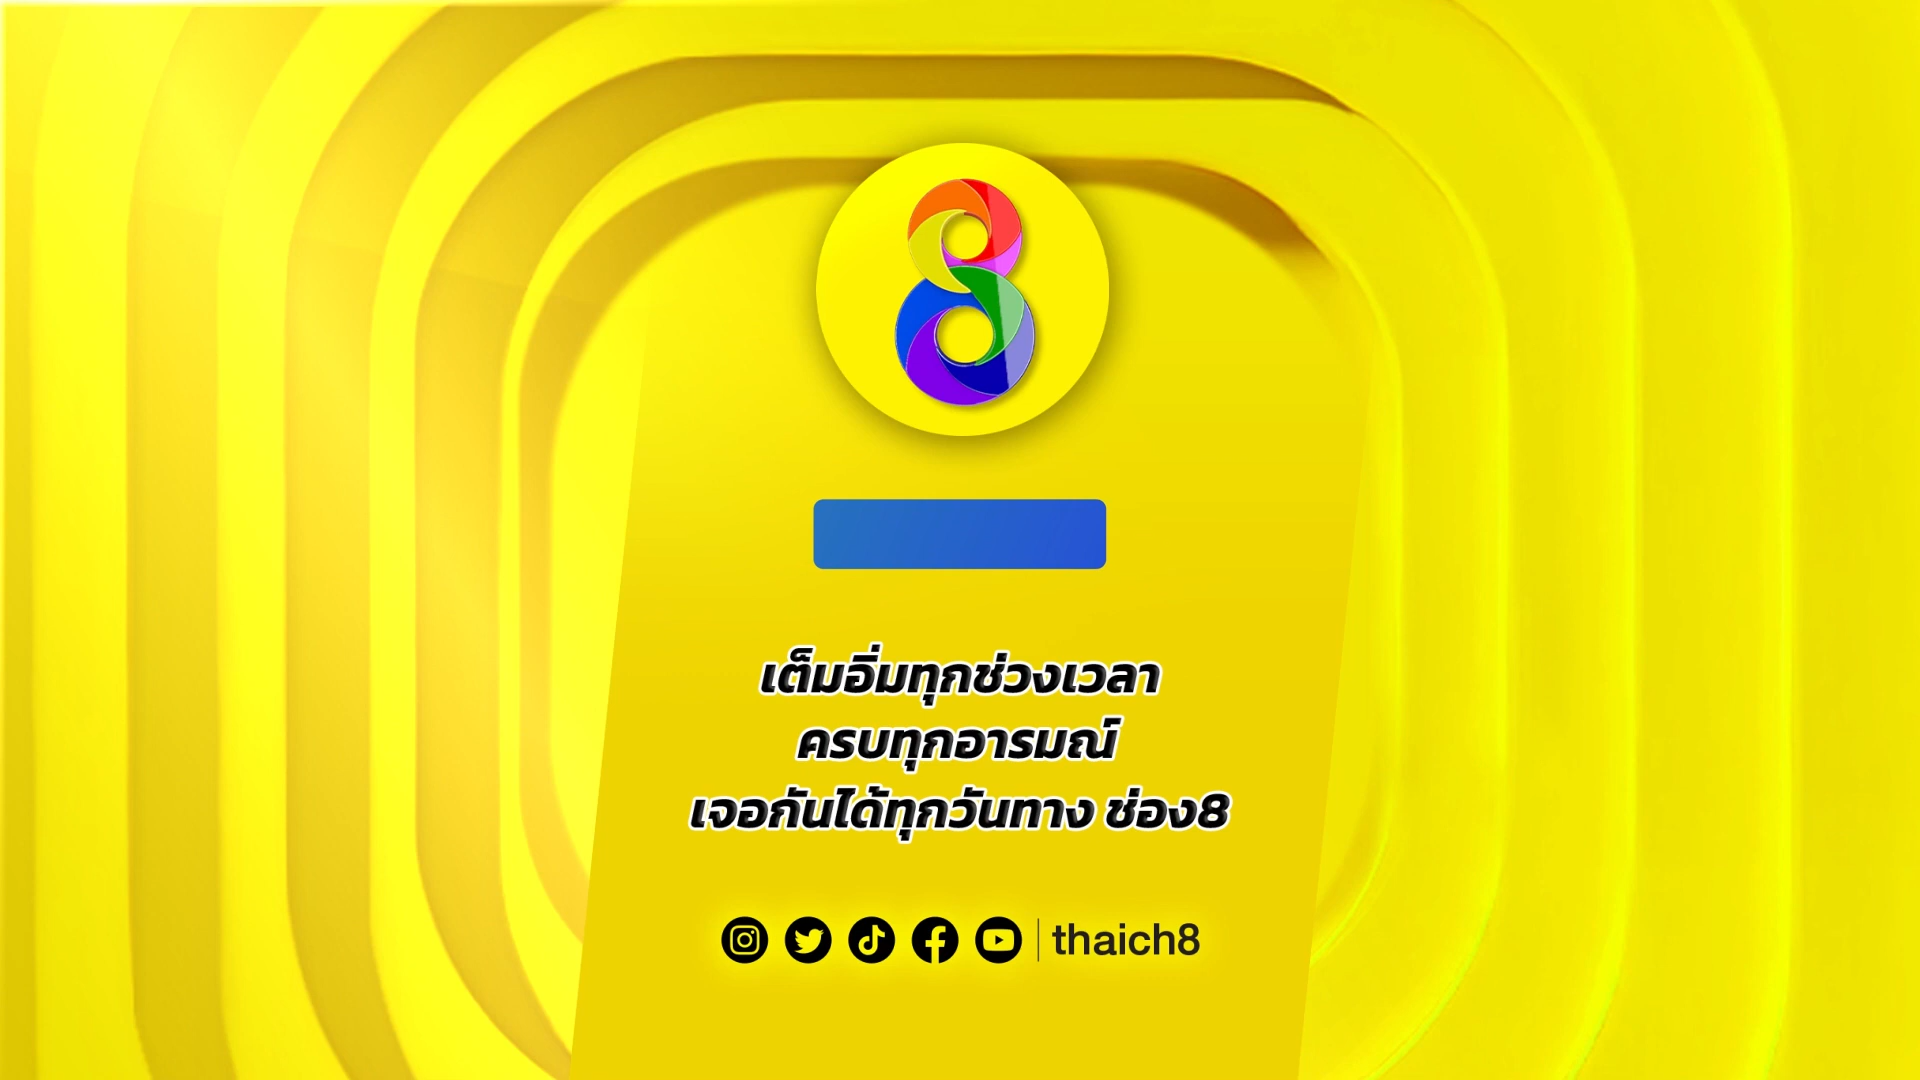 8
เต็มอิ่มทุกช่วงเวลา
ครบทุกอารมณ์
เจอกันได้ทุกวันทาง ช่อง8
thaich8